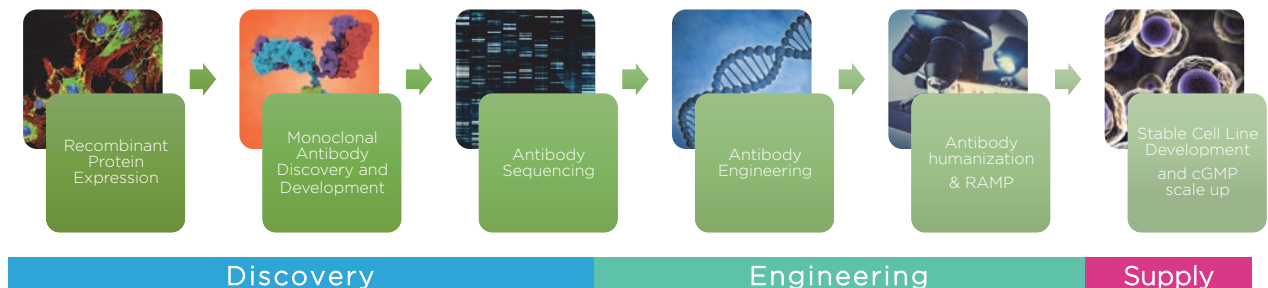 Recombinant
Protein
Expression
Monoclonal
Antibody
Discovery and
Development
Antibody
Sequencing
Antibody
Engineering
Antibody
humanization
& RAMP
Stable Cell Line
Development
and cGMP
scale up
Discovery
Engineering
Supply